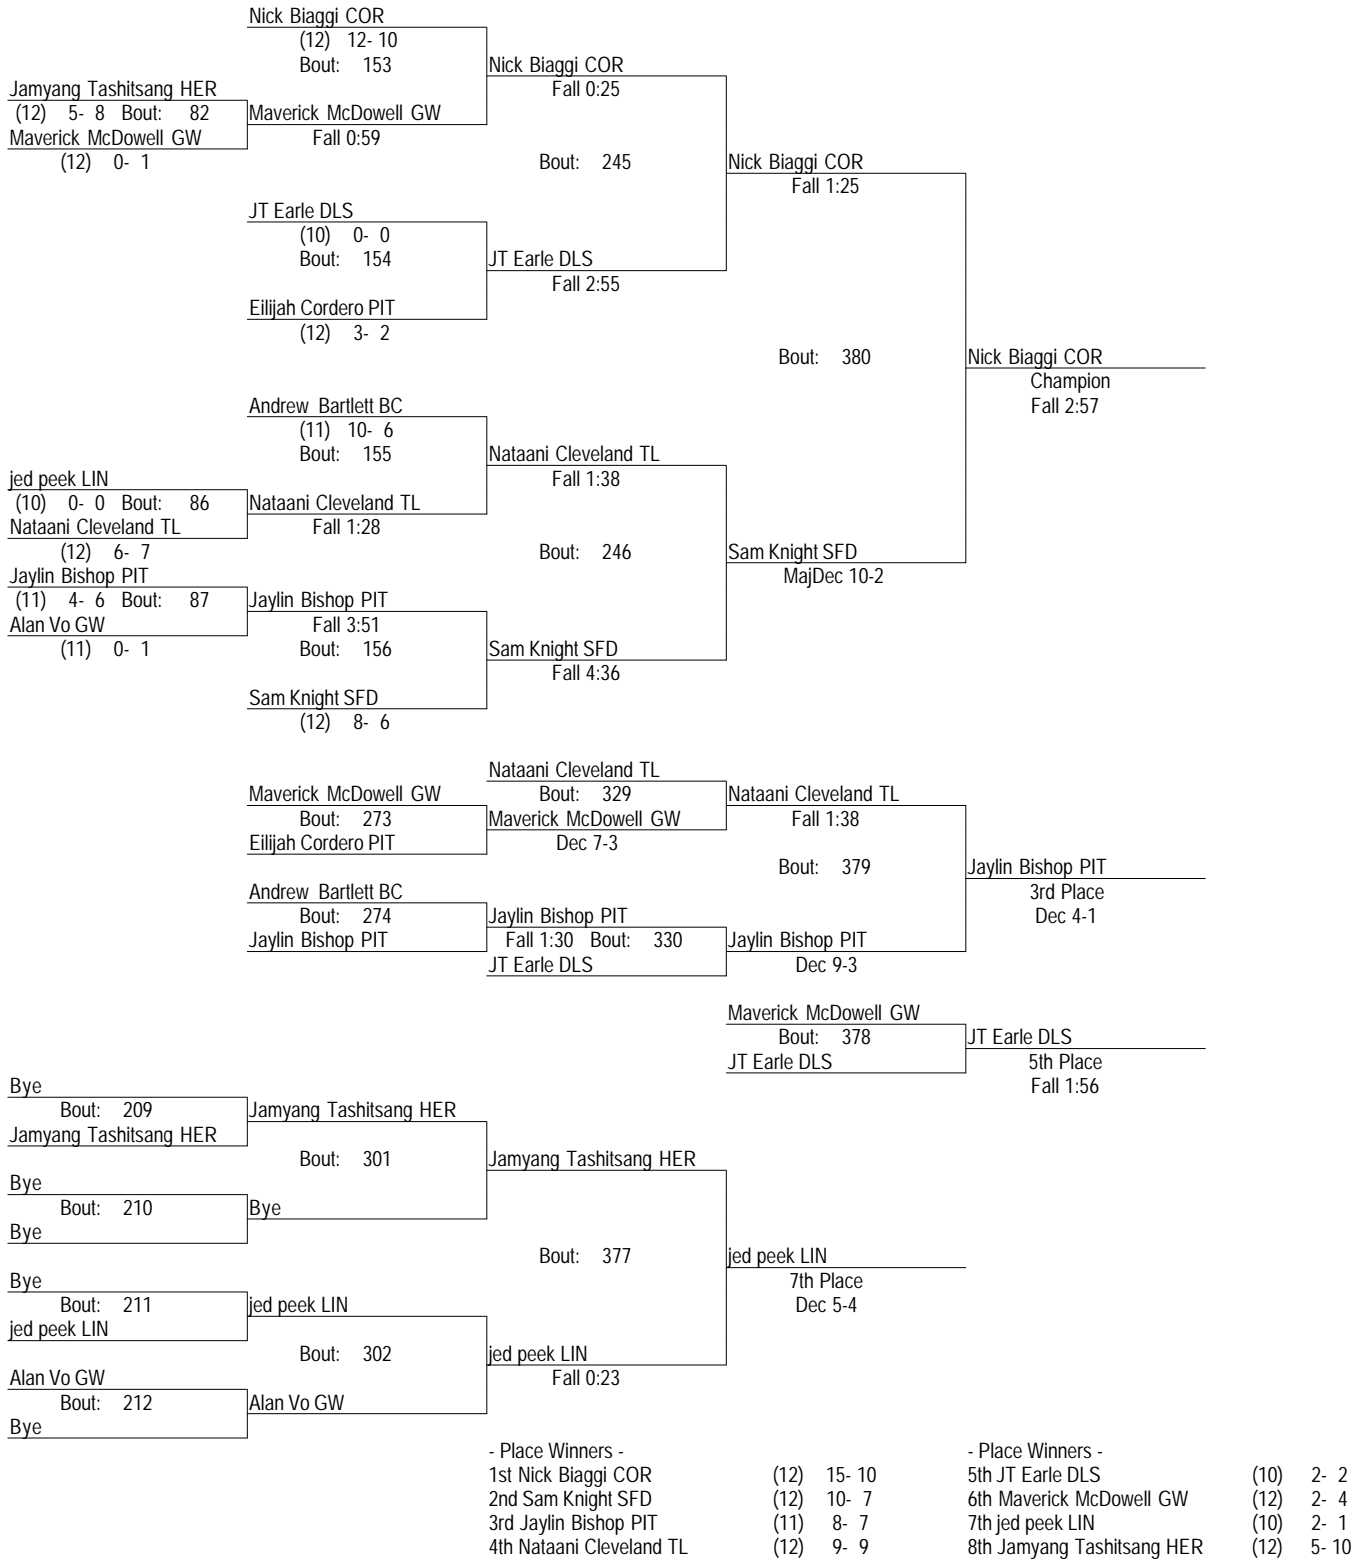 Nick Biaggi COR
(12) 12- 10
Bout: 153
Nick Biaggi COR
Fall 0:25
Jamyang Tashitsang HER
(12) 5- 8 Bout: 82
Maverick McDowell GW
Maverick McDowell GW
Fall 0:59
(12) 0- 1
Bout: 245
Nick Biaggi COR
Fall 1:25
JT Earle DLS
(10) 0- 0
Bout: 154
JT Earle DLS
Fall 2:55
Eilijah Cordero PIT
(12) 3- 2
Bout: 380
Nick Biaggi COR
Champion
Fall 2:57
Andrew Bartlett BC
(11) 10- 6
Bout: 155
Nataani Cleveland TL
Fall 1:38
jed peek LIN
(10) 0- 0 Bout: 86
Nataani Cleveland TL
Nataani Cleveland TL
Fall 1:28
(12) 6- 7
Bout: 246
Sam Knight SFD
MajDec 10-2
Jaylin Bishop PIT
(11) 4- 6 Bout: 87
Jaylin Bishop PIT
Alan Vo GW
Fall 3:51
(11) 0- 1
Bout: 156
Sam Knight SFD
Fall 4:36
Sam Knight SFD
(12) 8- 6
Nataani Cleveland TL
Maverick McDowell GW
Bout: 329
Nataani Cleveland TL
Bout: 273
Maverick McDowell GW
Fall 1:38
Eilijah Cordero PIT
Dec 7-3
Bout: 379
Jaylin Bishop PIT
3rd Place
Dec 4-1
Andrew Bartlett BC
Bout: 274
Jaylin Bishop PIT
Jaylin Bishop PIT
Fall 1:30 Bout: 330
Jaylin Bishop PIT
JT Earle DLS
Dec 9-3
Maverick McDowell GW
Bout: 378
JT Earle DLS
JT Earle DLS
5th Place
Fall 1:56
Bye
Bout: 209
Jamyang Tashitsang HER
Jamyang Tashitsang HER
Bout: 301
Jamyang Tashitsang HER
Bye
Bout: 210
Bye
Bye
Bout: 377
jed peek LIN
7th Place
Dec 5-4
Bye
Bout: 211
jed peek LIN
jed peek LIN
Bout: 302
jed peek LIN
Fall 0:23
Alan Vo GW
Bout: 212
Alan Vo GW
Bye
- Place Winners -
1st Nick Biaggi COR (12) 15- 10
2nd Sam Knight SFD (12) 10- 7
3rd Jaylin Bishop PIT (11) 8- 7
4th Nataani Cleveland TL (12) 9- 9
- Place Winners -
5th JT Earle DLS (10) 2- 2
6th Maverick McDowell GW (12) 2- 4
7th jed peek LIN (10) 2- 1
8th Jamyang Tashitsang HER (12) 5- 10